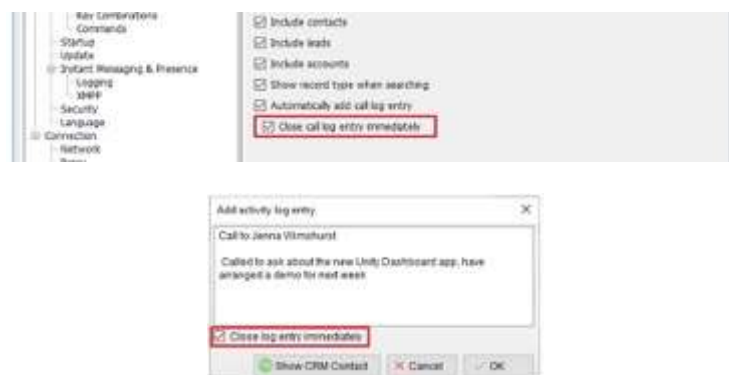 Key Combinations
Commands
Startup
Update
Instant Messaging & Presence
Logging
XMPP
Security
Language
Connection
Network
Include contacts
Include leads
Include accounts
Show record type when searching
Automatically add call log entry
Close call log entry immediately
Add activity log entry
Call to Jenna Wimshurst
Called to ask about the new Unity Dashboard app, have
arranged a demo for next week
Close log entry immediately
Show CRM Contact
Cancel
OK